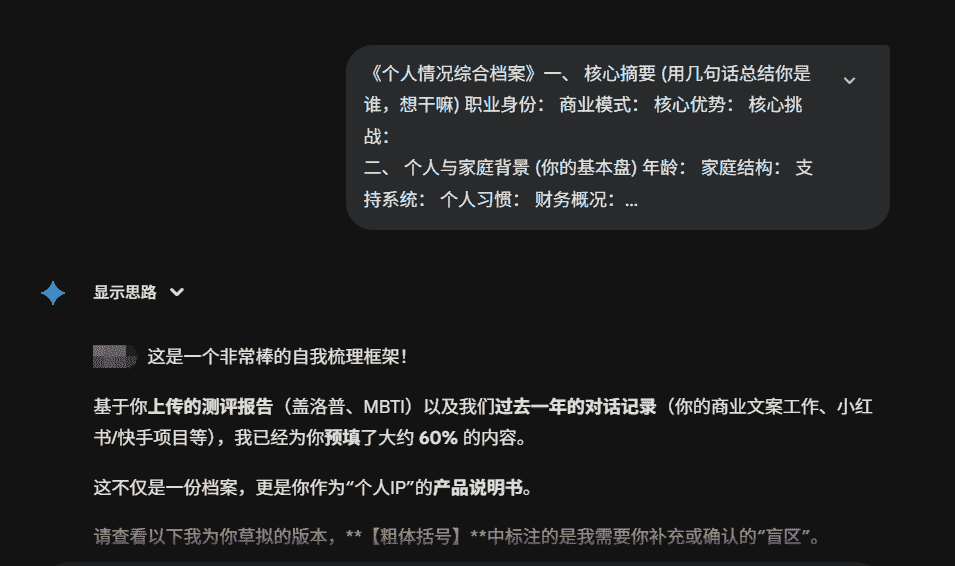 《个人情况综合档案》一、 核心摘要 (用几句话总结你是
谁，想干嘛) 职业身份： 商业模式： 核心优势： 核心挑
战：
二、 个人与家庭背景 (你的基本盘) 年龄： 家庭结构： 支
持系统： 个人习惯： 财务概况：...
显示思路
这是一个非常棒的自我梳理框架！
基于你上传的测评报告（盖洛普、MBTI）以及我们过去一年的对话记录（你的商业文案工作、小红
书/快手项目等），我已经为你预填了大约 60% 的内容。
这不仅是一份档案，更是你作为“个人IP”的产品说明书。
请查看以下我为你草拟的版本，**【粗体括号】**中标注的是我需要你补充或确认的“盲区”。